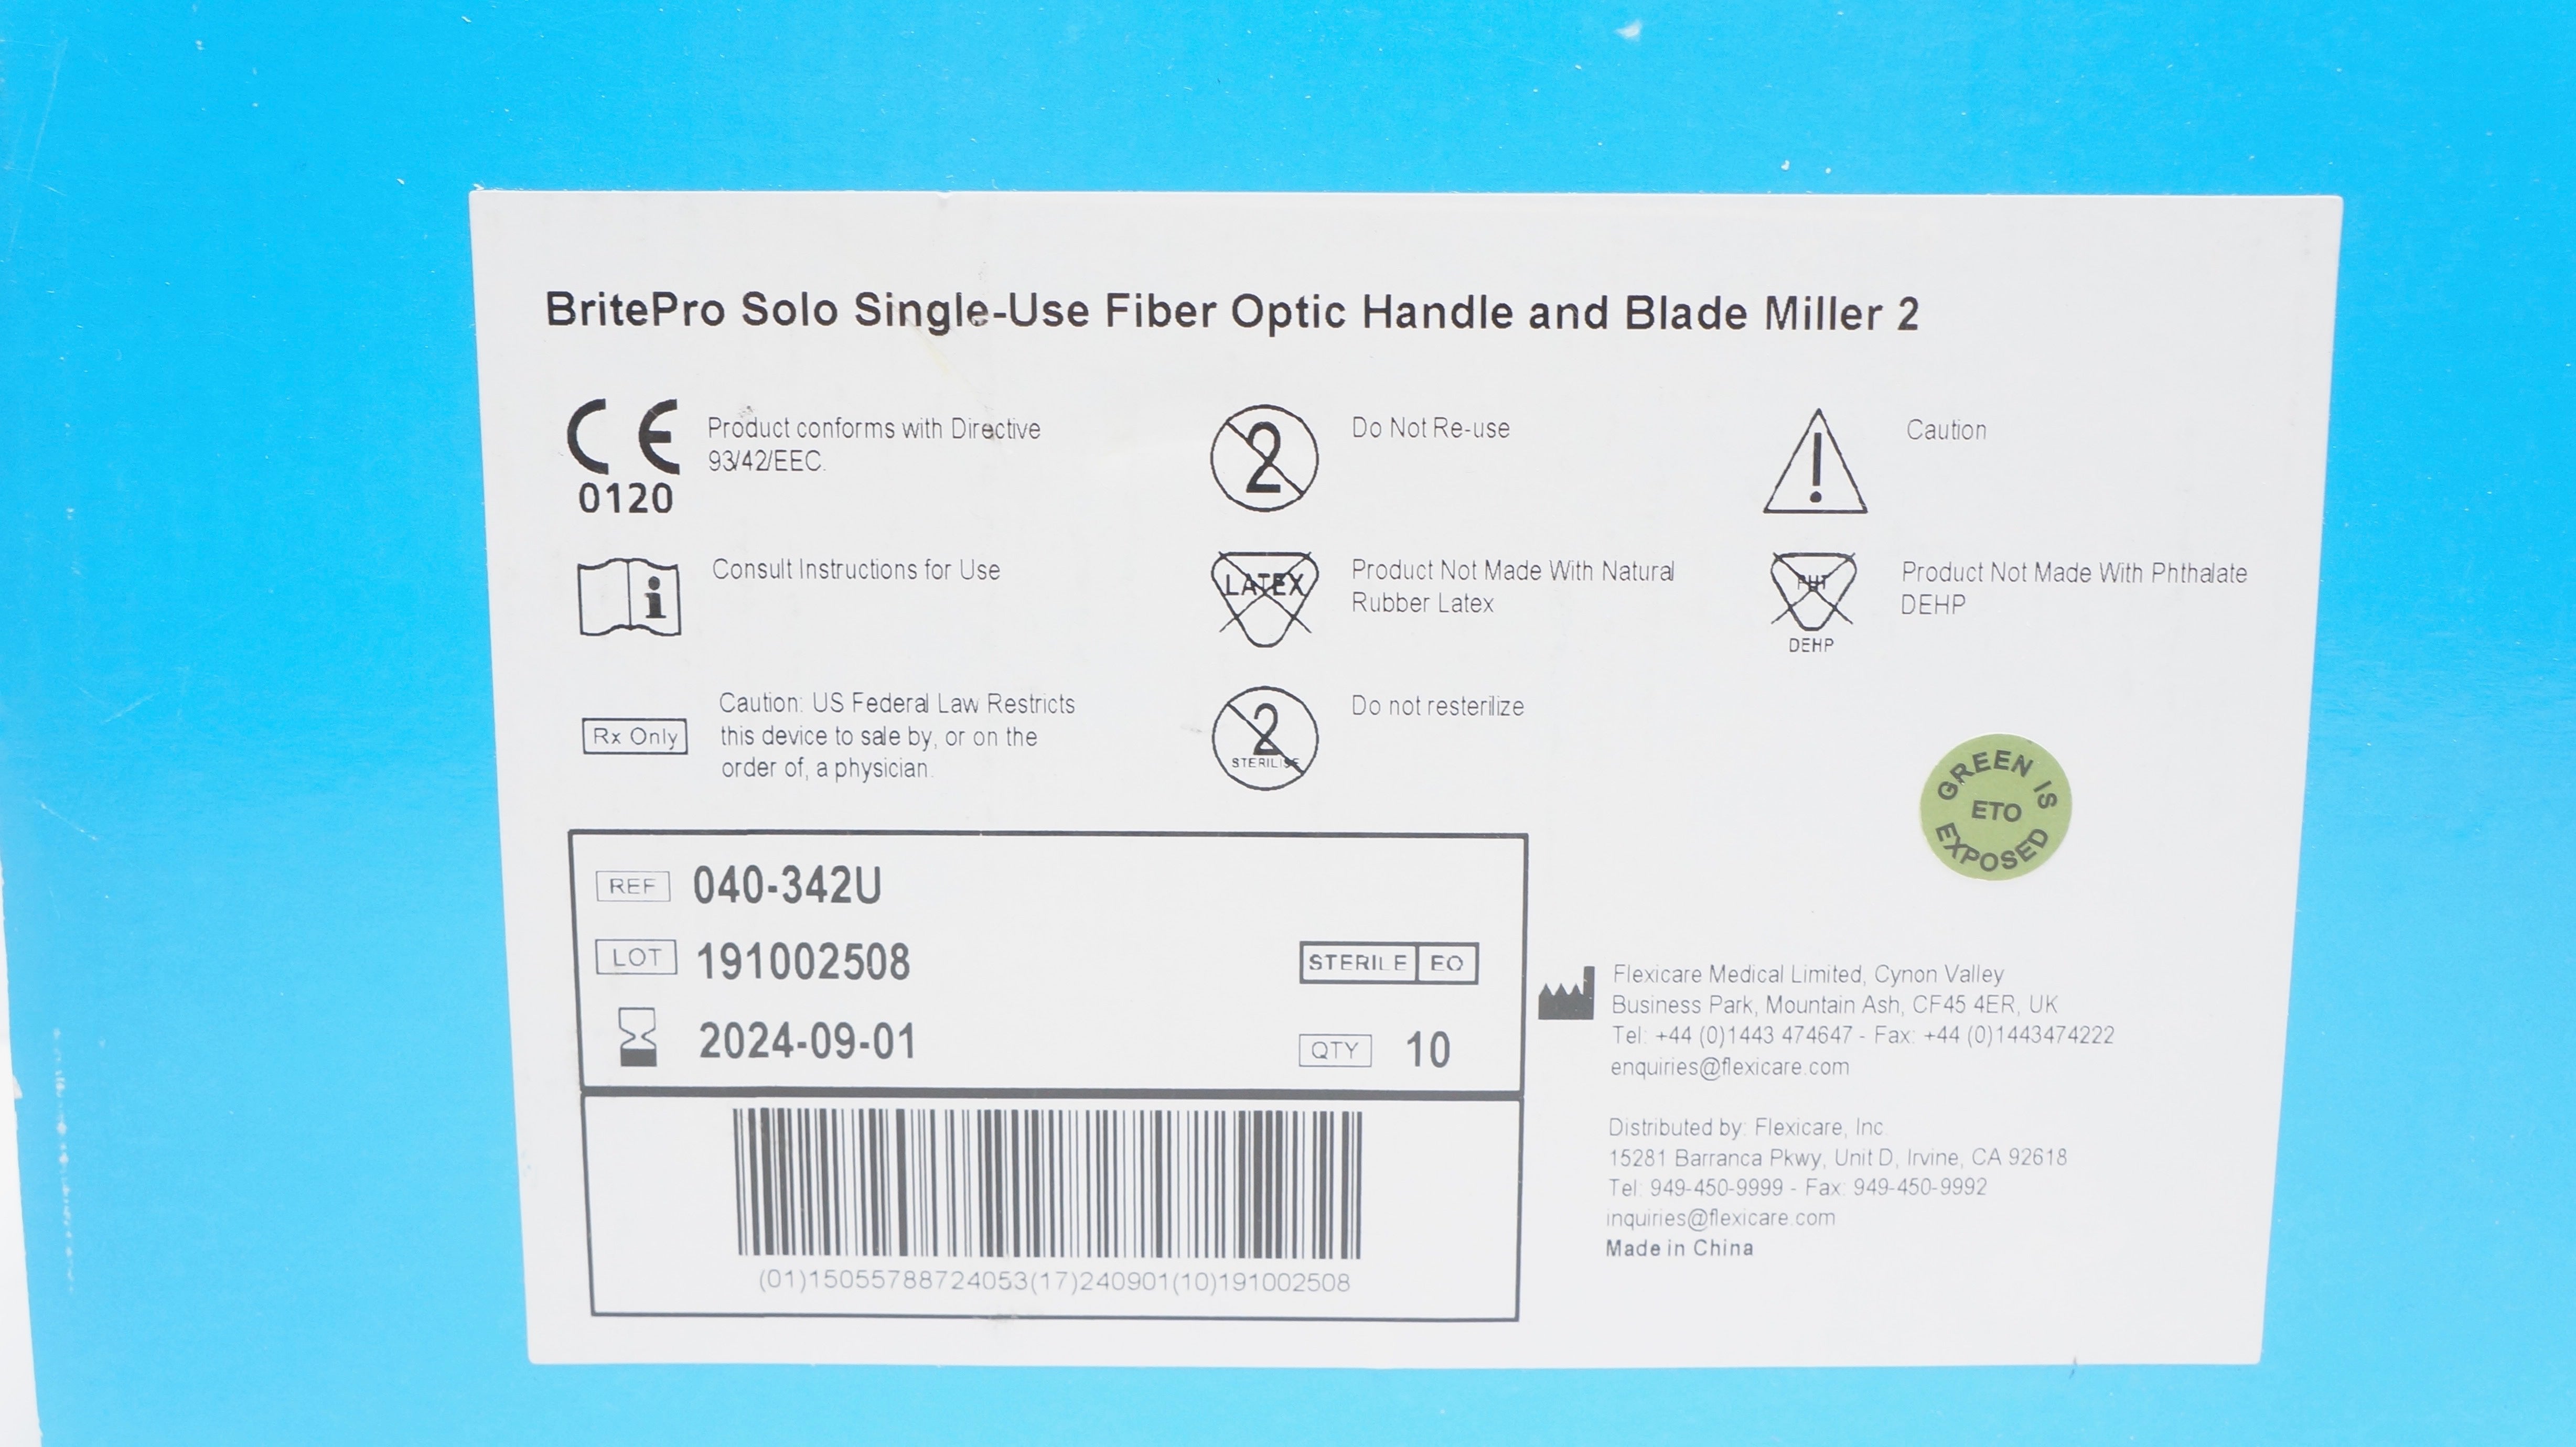 BritePro Solo Single-Use Fiber Optic Handle and Blade Miller 2
CE
0120
Product conforms with Directive
93/42/EEC.
2
Do Not Re-use
!
Caution
i
Consult Instructions for Use
LATEX
Product Not Made With Natural
Rubber Latex
PHT
DEHP
Product Not Made With Phthalate
DEHP
Rx Only
Caution: US Federal Law Restricts
this device to sale by, or on the
order of, a physician.
2
STERILISE
Do not resterilize
GREEN IS
ETO
EXPOSED
REF 040-342U
LOT 191002508
STERILE EO
2024-09-01
QTY 10
(01)15055788724053(17)240901(10)191002508
Flexicare Medical Limited, Cynon Valley
Business Park, Mountain Ash, CF45 4ER, UK
Tel: +44 (0)1443 474647 - Fax: +44 (0)1443474222
enquiries@flexicare.com
Distributed by: Flexicare, Inc.
15281 Barranca Pkwy, Unit D, Irvine, CA 92618
Tel: 949-450-9999 - Fax: 949-450-9992
inquiries@flexicare.com
Made in China